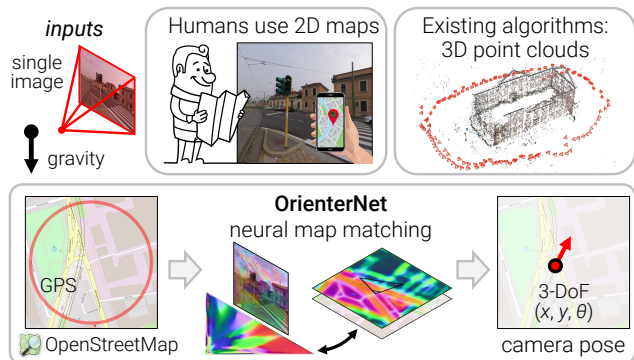 inputs
single
image
gravity
Humans use 2D maps
Existing algorithms:
3D point clouds
OrienterNet
neural map matching
GPS
OpenStreetMap
3-DoF
(x, y, θ)
camera pose